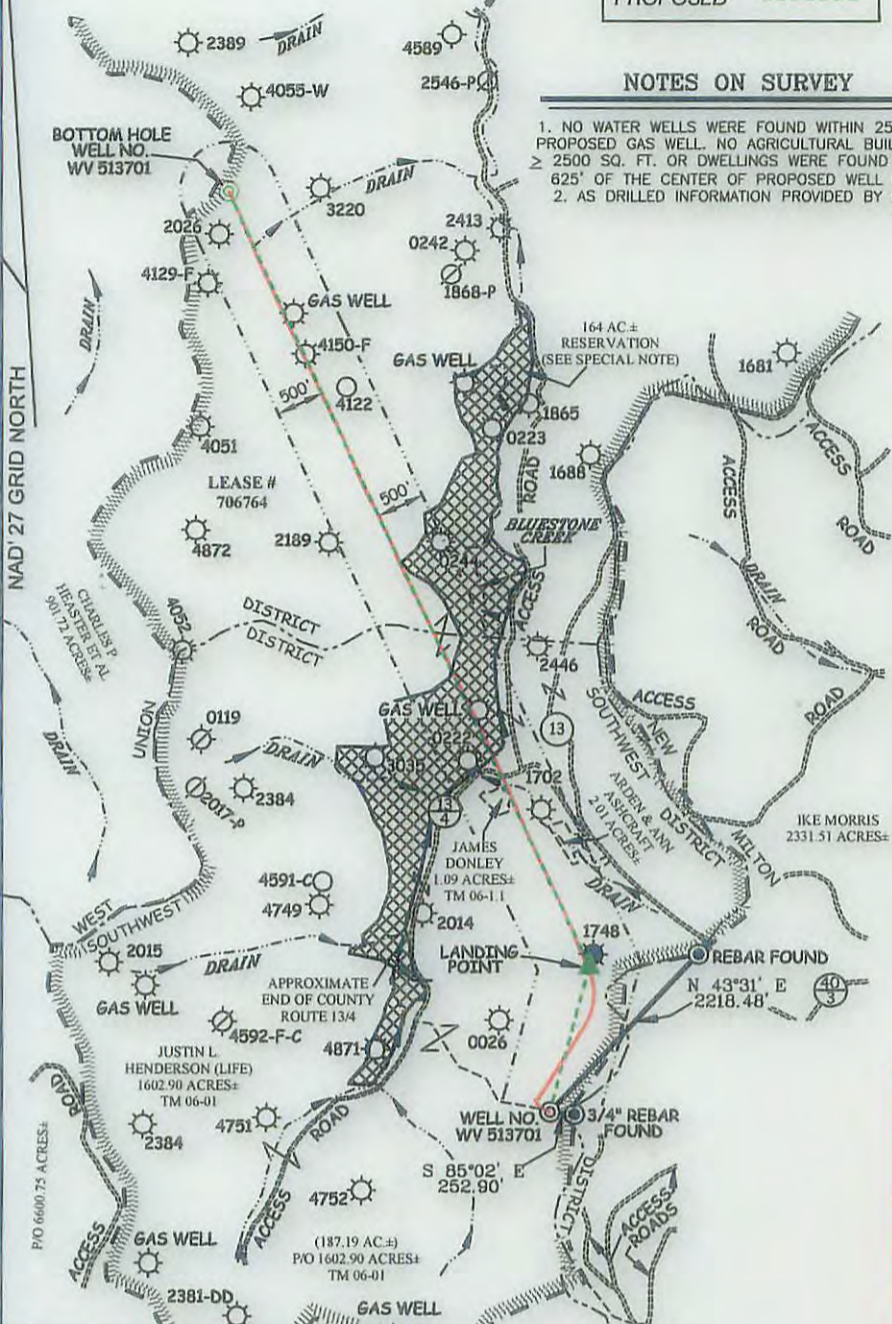 PROPOSED
NOTES ON SURVEY
1. NO WATER WELLS WERE FOUND WITHIN 25
PROPOSED GAS WELL. NO AGRICULTURAL BUIL
≥ 2500 SQ. FT. OR DWELLINGS WERE FOUND
625' OF THE CENTER OF PROPOSED WELL
2. AS DRILLED INFORMATION PROVIDED BY
2389
DRAIN
4589
4055-W
2546-P
BOTTOM HOLE
WELL NO.
WV 513701
DRAIN
3220
2026
2413
0242
4129-F
1868-P
GAS WELL
DRAIN
4150-F
164 AC.±
RESERVATION
(SEE SPECIAL NOTE)
GAS WELL
1681
500'
4122
1865
4051
0223
ACCESS
ROAD
NAD' 27 GRID NORTH
LEASE #
706764
500'
ROAD
1688
ACCESS
BLUESTONE
CREEK
4872
2189
0244
ACCESS
DRAIN
ROAD
CHARLES P.
HEASTER ET AL
901.72 ACRES±
4052
DISTRICT
DISTRICT
2446
UNION
0119
GAS WELL
13
NEW
SOUTHWEST
DISTRICT
MILTON
ACCESS
ROAD
DRAIN
DRAIN
3035
0222
1702
2017-P
2384
13
4
ARDEN & ANN
ASHCRAFT
2.01 ACRES±
IKE MORRIS
2331.51 ACRES±
JAMES
DONLEY
1.09 ACRES±
TM 06-1.1
4591-C
4749
DRAIN
WEST
SOUTHWEST
2014
1748
2015
DRAIN
LANDING
POINT
REBAR FOUND
GAS WELL
APPROXIMATE
END OF COUNTY
ROUTE 13/4
N 43°31' E
2218.48'
40
3
4592-F-C
0026
4871
JUSTIN L.
HENDERSON (LIFE)
1602.90 ACRES±
TM 06-01
ROAD
4751
ROAD
WELL NO.
WV 513701
3/4" REBAR
FOUND
2384
S 85°02' E
252.90'
P/O 6600.75 ACRES±
4752
DISTRICT
ACCESS
ROADS
ACCESS
GAS WELL
ACCESS
(187.19 AC.±)
P/O 1602.90 ACRES±
TM 06-01
2381-DD
GAS WELL